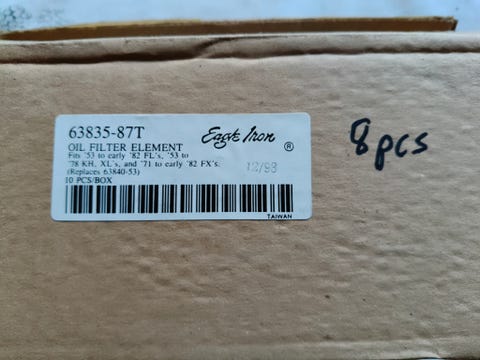 63835-87T
Eagle Iron ®
OIL FILTER ELEMENT
Fits '53 to early '82 FL's, '53 to
'78 KH, XL's, and '71 to early '82 FX's.
(Replaces 63840-53)
12/93
10 PCS/BOX
TAIWAN
8 pcs